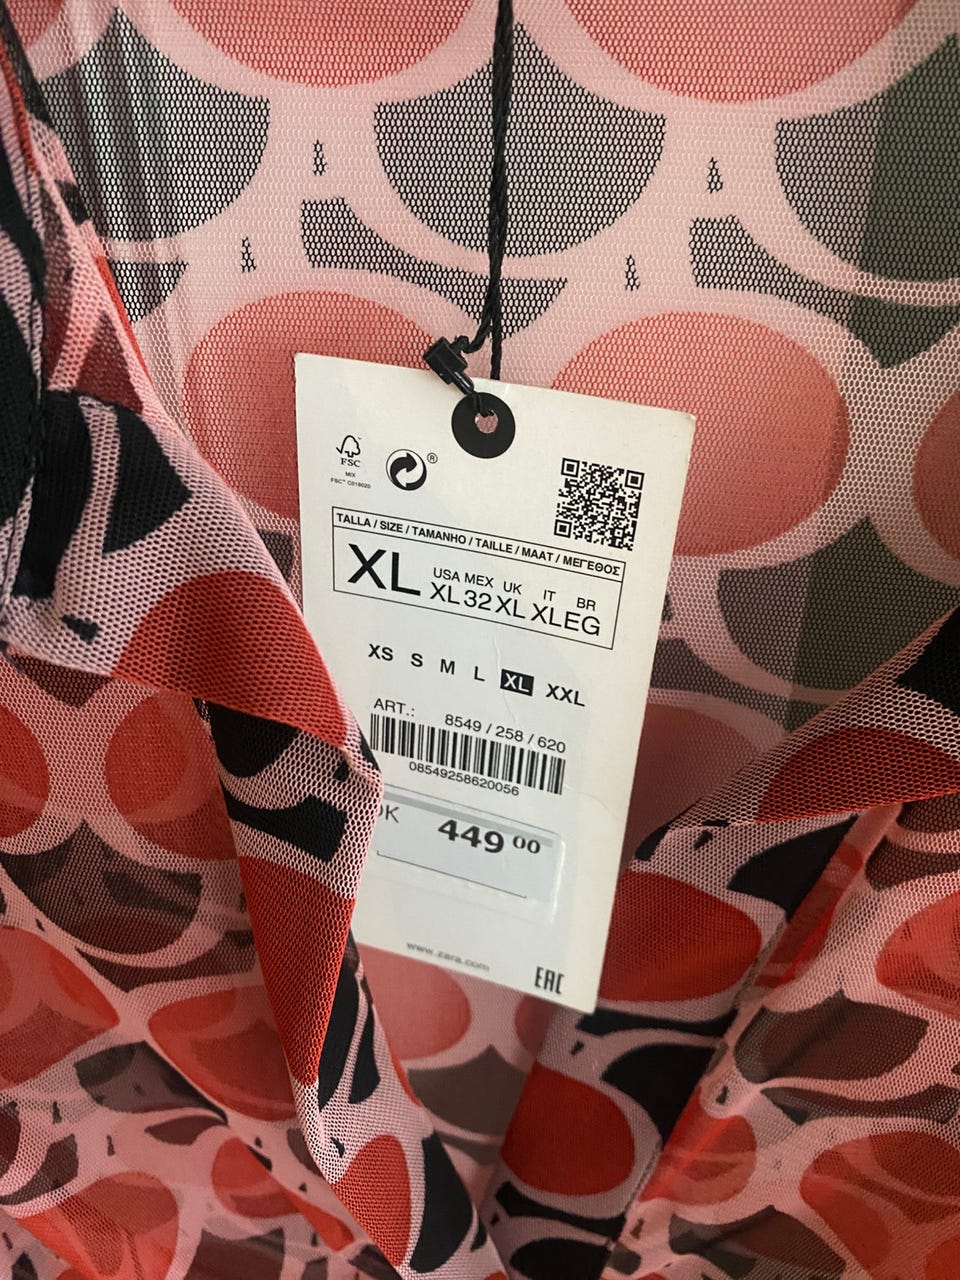 FSC
MIX
FSC™ C018020
®
TALLA / SIZE / TAMANHO / TAILLE / MAAT / ΜΕΓΕΘΟΣ
XL
USA MEX UK IT BR
XL 32 XL XL EG
XS S M L XL XXL
ART.: 8549 / 258 / 620
08549258620056
449 00
www.zara.com
EAC